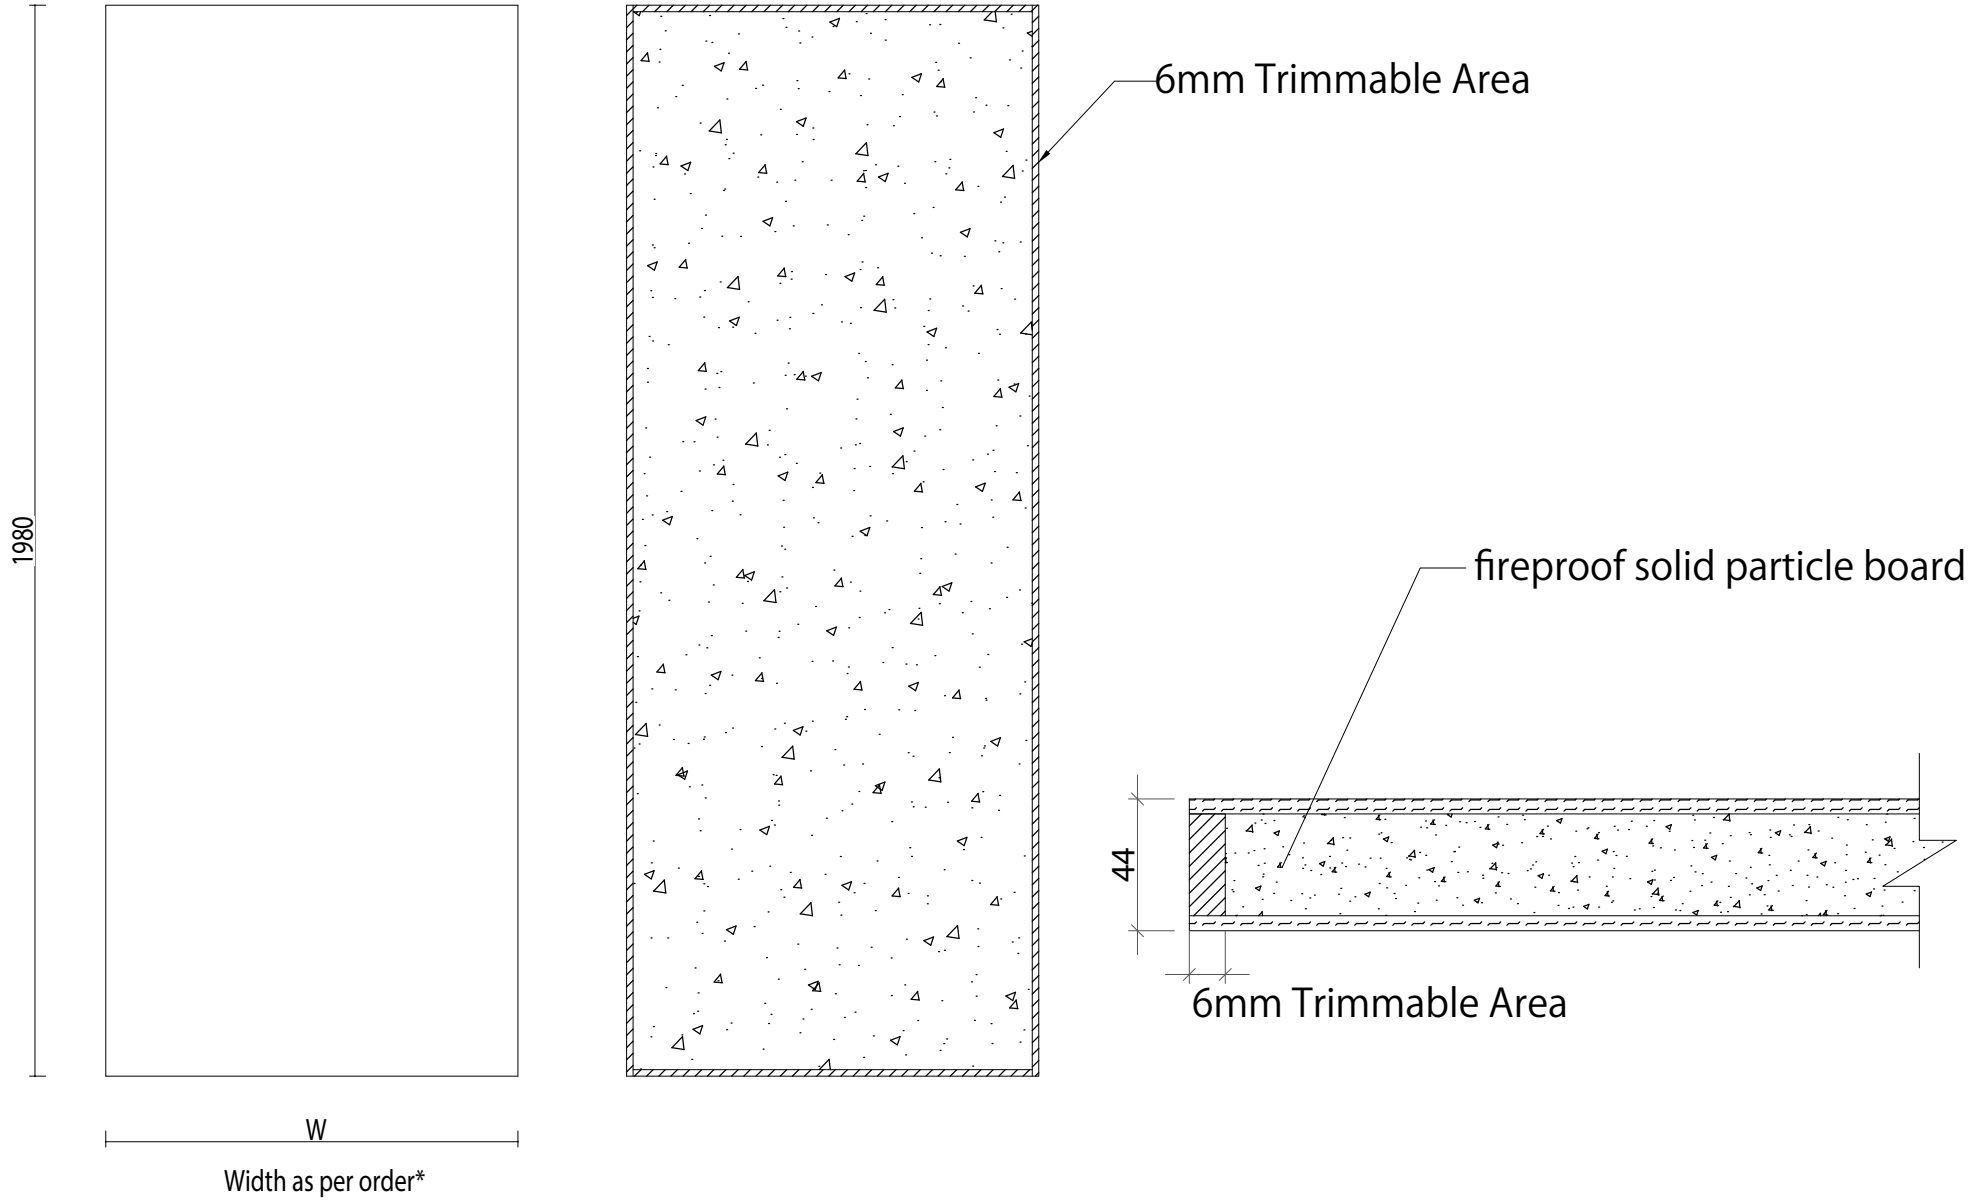 1980
W
Width as per order*
6mm Trimmable Area
fireproof solid particle board
44
6mm Trimmable Area